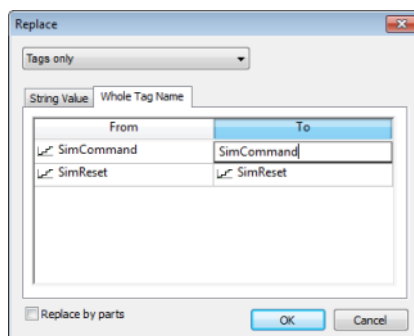 Replace
Tags only
String Value Whole Tag Name
From To
SimCommand SimCommand
SimReset SimReset
Replace by parts OK Cancel